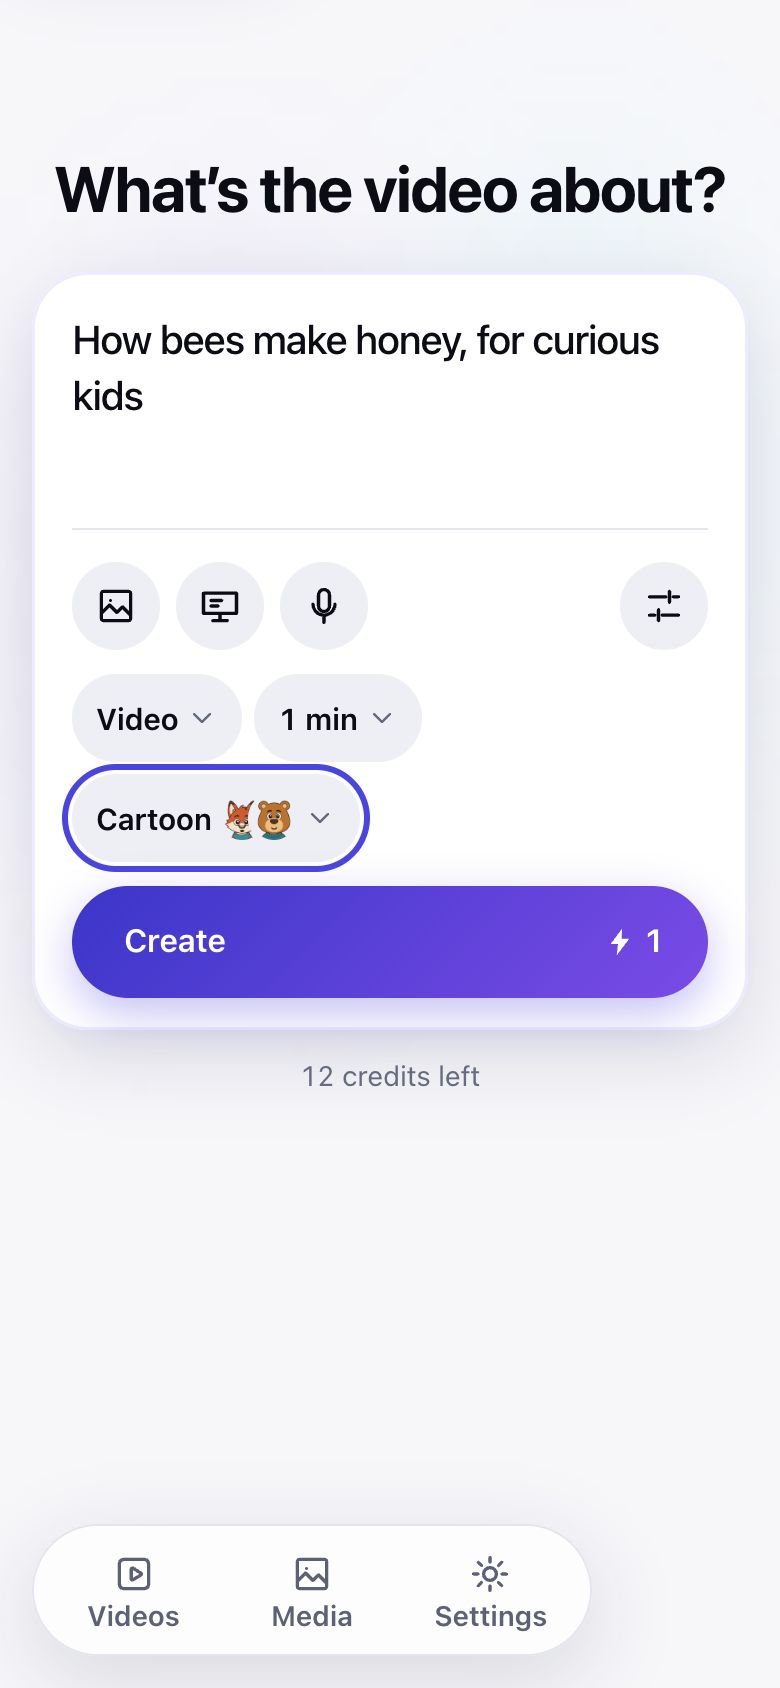 What’s the video about?
How bees make honey, for curious
kids
Video
1 min
Cartoon
Create
1
12 credits left
Videos
Media
Settings